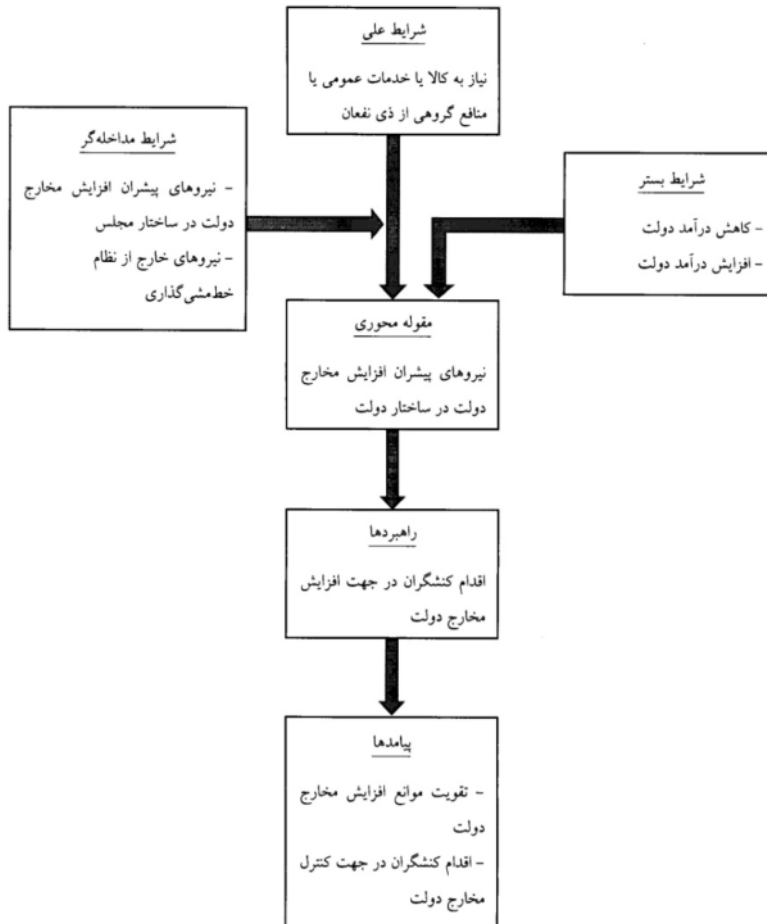 شرایط علی
نیاز به کالا یا خدمات عمومی یا
منافع گروهی از ذی نفعان
شرایط مداخله‌گر
– نیروهای پیشران افزایش مخارج
دولت در ساختار مجلس
– نیروهای خارج از نظام
خط‌مشی‌گذاری
شرایط بستر
– کاهش درآمد دولت
– افزایش درآمد دولت
مقوله محوری
نیروهای پیشران افزایش مخارج
دولت در ساختار دولت
راهبردها
اقدام کنشگران در جهت افزایش
مخارج دولت
پیامدها
– تقویت موانع افزایش مخارج
دولت
– اقدام کنشگران در جهت کنترل
مخارج دولت